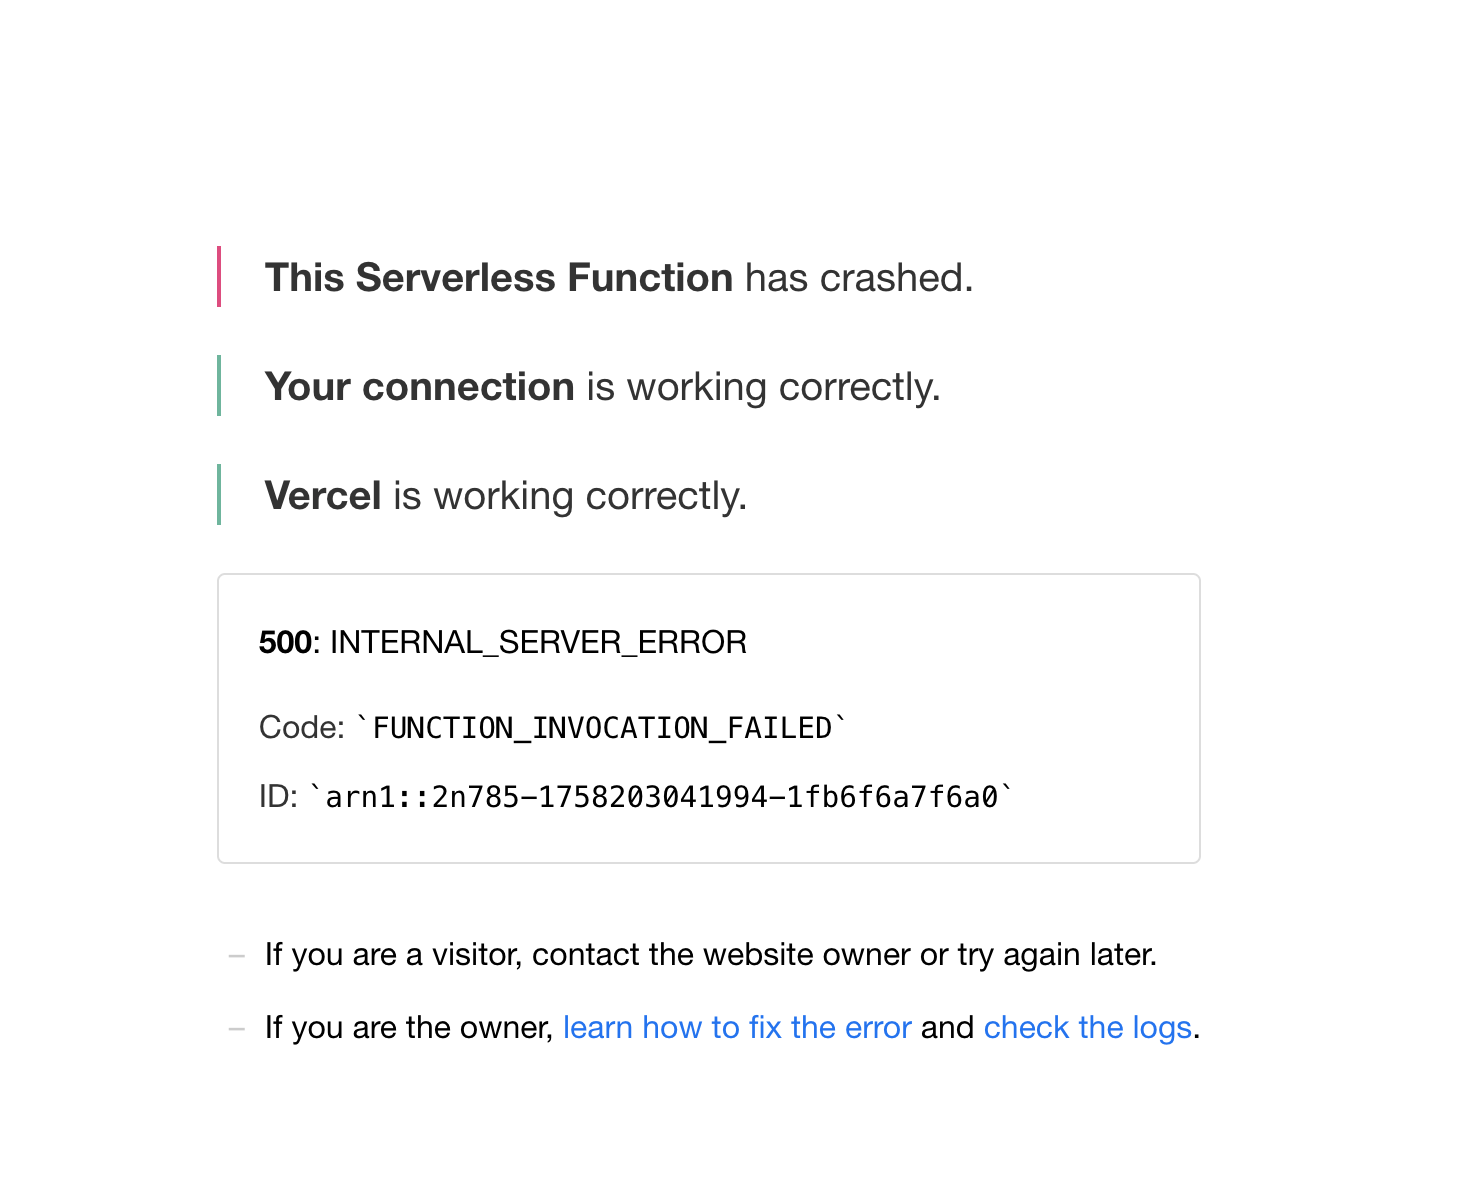 This Serverless Function has crashed.
Your connection is working correctly.
Vercel is working correctly.
500: INTERNAL_SERVER_ERROR
Code: `FUNCTION_INVOCATION_FAILED`
ID: `arn1::2n785-1758203041994-1fb6f6a7f6a0`
– If you are a visitor, contact the website owner or try again later.
– If you are the owner, learn how to fix the error and check the logs.